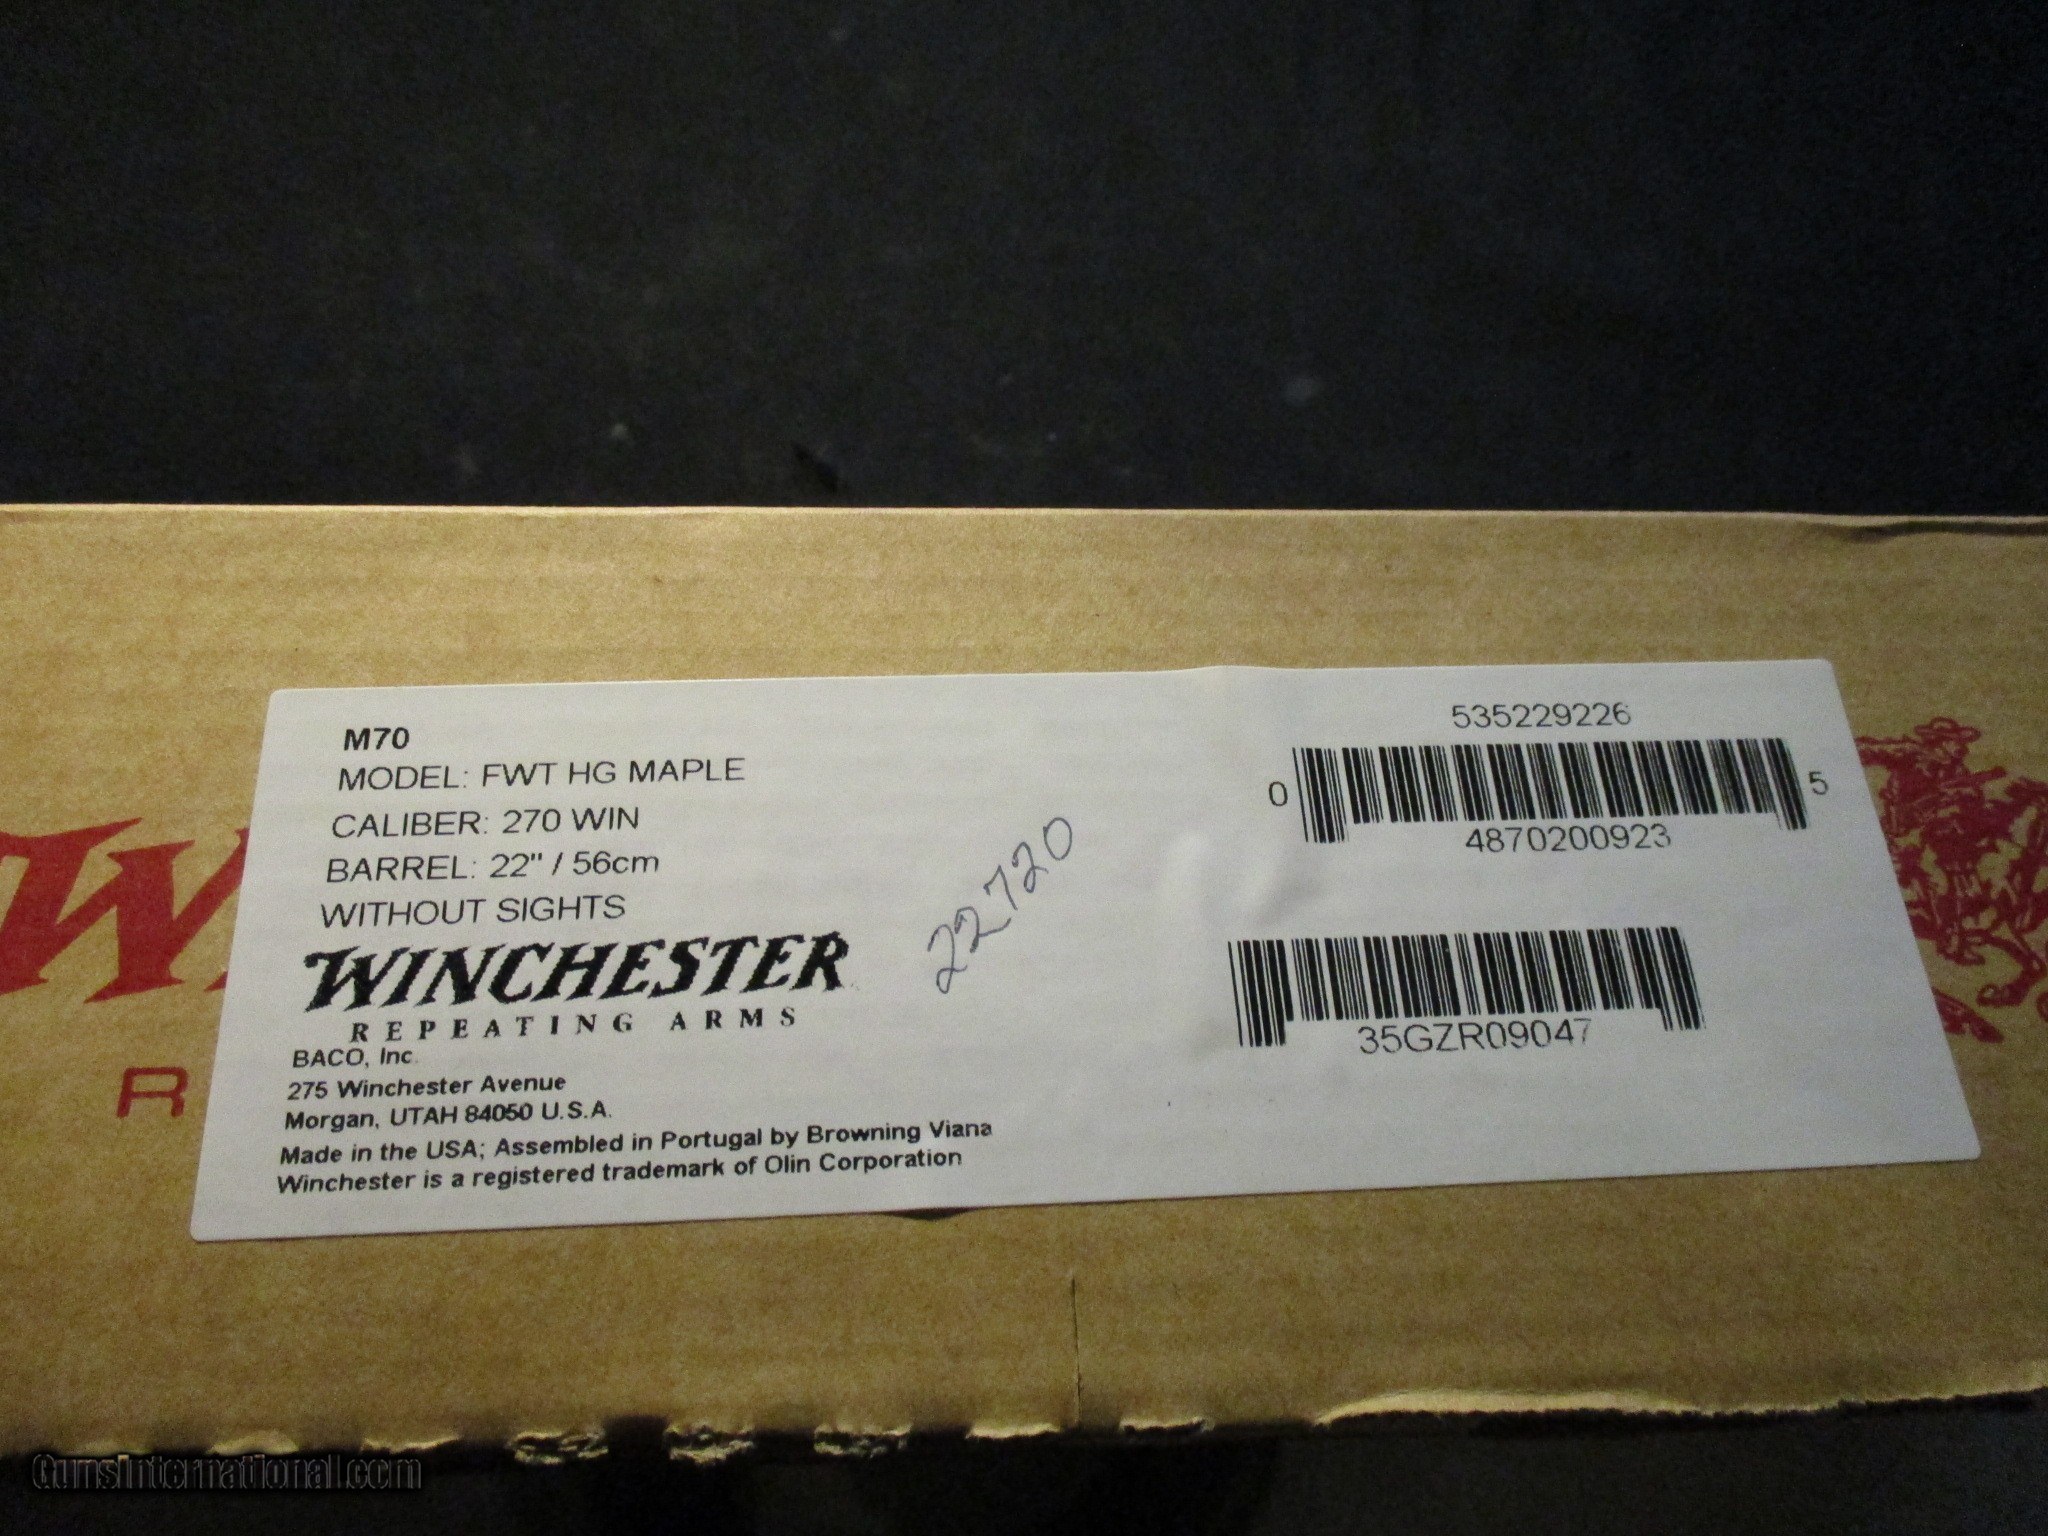 M70
MODEL: FWT HG MAPLE
CALIBER: 270 WIN
BARREL: 22" / 56cm
WITHOUT SIGHTS
WINCHESTER
REPEATING ARMS
BACO, Inc.
275 Winchester Avenue
Morgan, UTAH 84050 U.S.A.
Made in the USA; Assembled in Portugal by Browning Viana
Winchester is a registered trademark of Olin Corporation
22720
535229226
0 4870200923 5
35GZR09047
W
R
GunsInternational.com